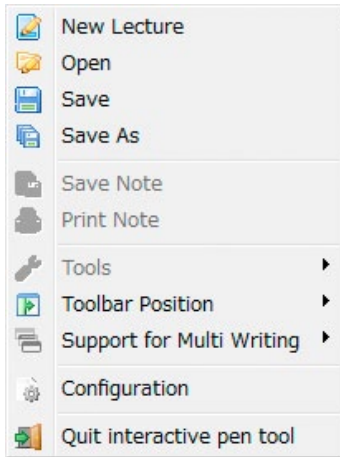 New Lecture
Open
Save
Save As
Save Note
Print Note
Tools
Toolbar Position
Support for Multi Writing
Configuration
Quit interactive pen tool